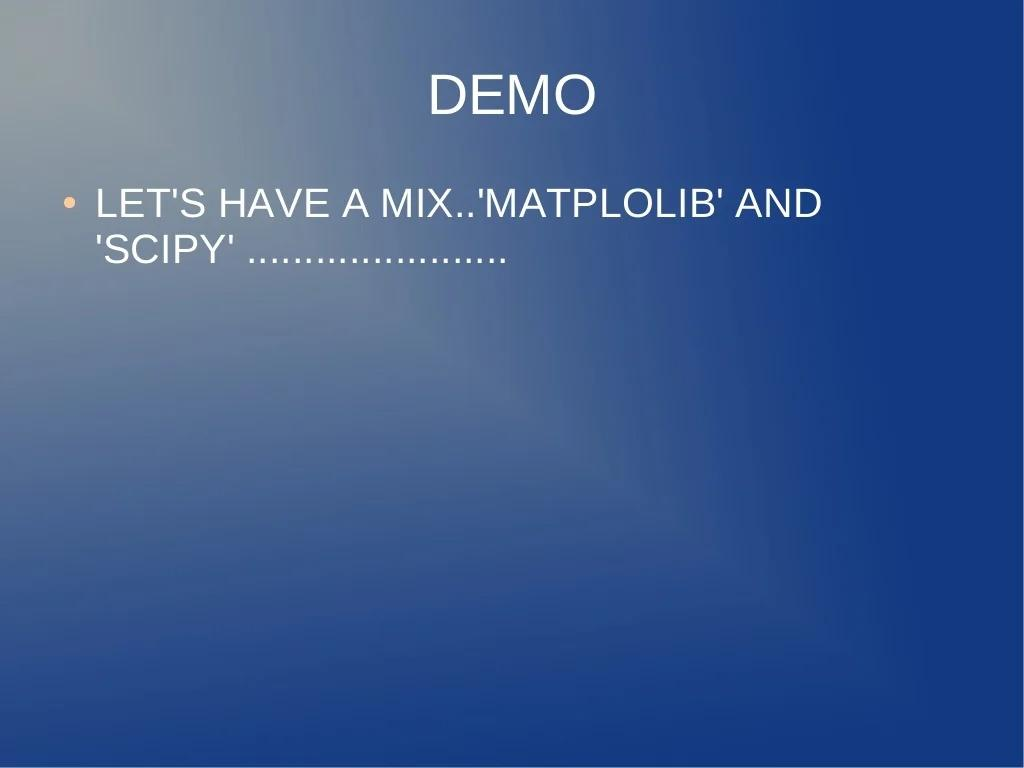 DEMO
• LET'S HAVE A MIX..'MATPLOLIB' AND
'SCIPY' .......................